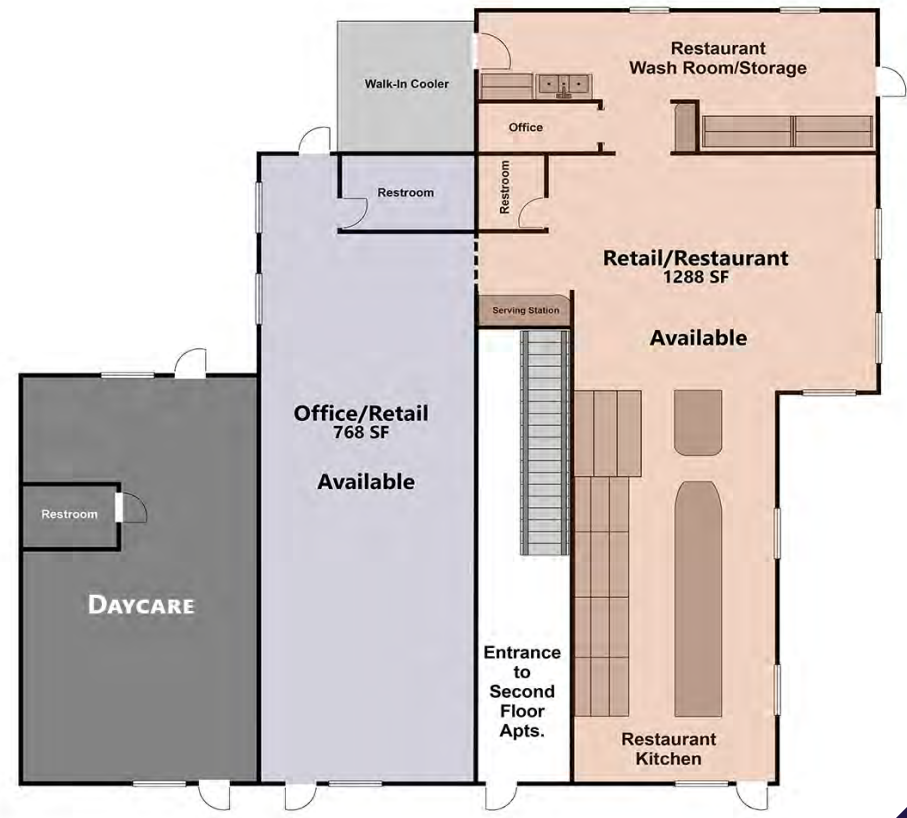 Restaurant
Wash Room/Storage
Walk-In Cooler
Office
Restroom
Restroom
Retail/Restaurant
1288 SF
Available
Serving Station
Office/Retail
768 SF
Available
Restroom
DAYCARE
Entrance
to
Second
Floor
Apts.
Restaurant
Kitchen